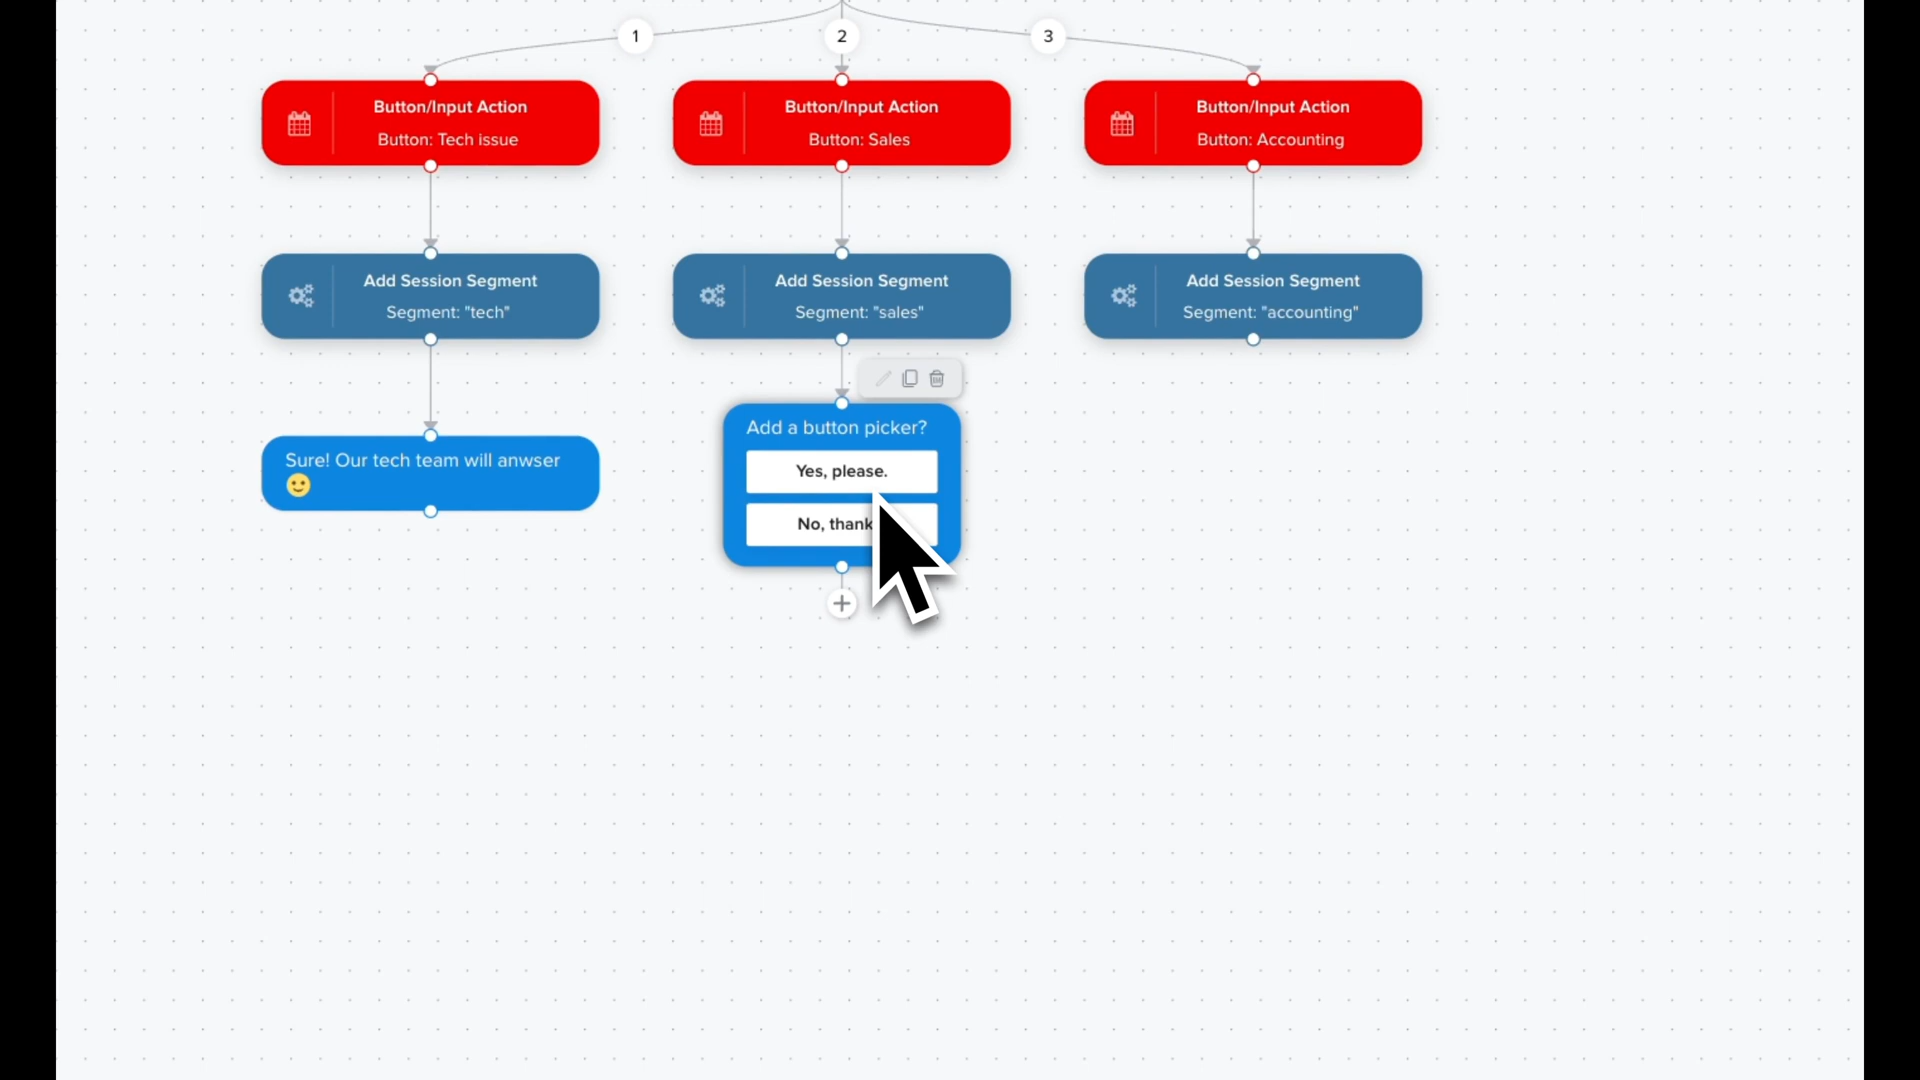 1
2
3
Button/Input Action
Button: Tech issue
Button/Input Action
Button: Sales
Button/Input Action
Button: Accounting
Add Session Segment
Segment: "tech"
Add Session Segment
Segment: "sales"
Add Session Segment
Segment: "accounting"
Sure! Our tech team will anwser
Add a button picker?
Yes, please.
No, thank